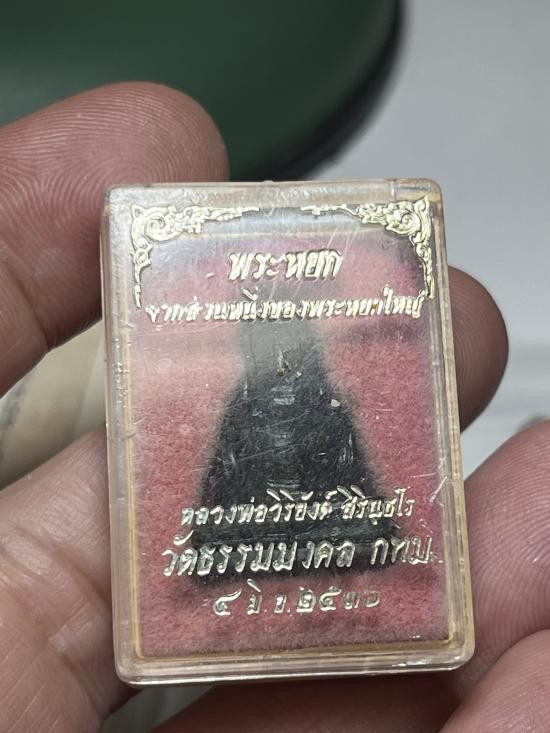 พระหยก
จากส่วนหนึ่งของพระหยกใหญ่
หลวงพ่อวิริยังค์ สิรินฺธโร
วัดธรรมมงคล กทม
๕ มี.ค.๒๕๓๖